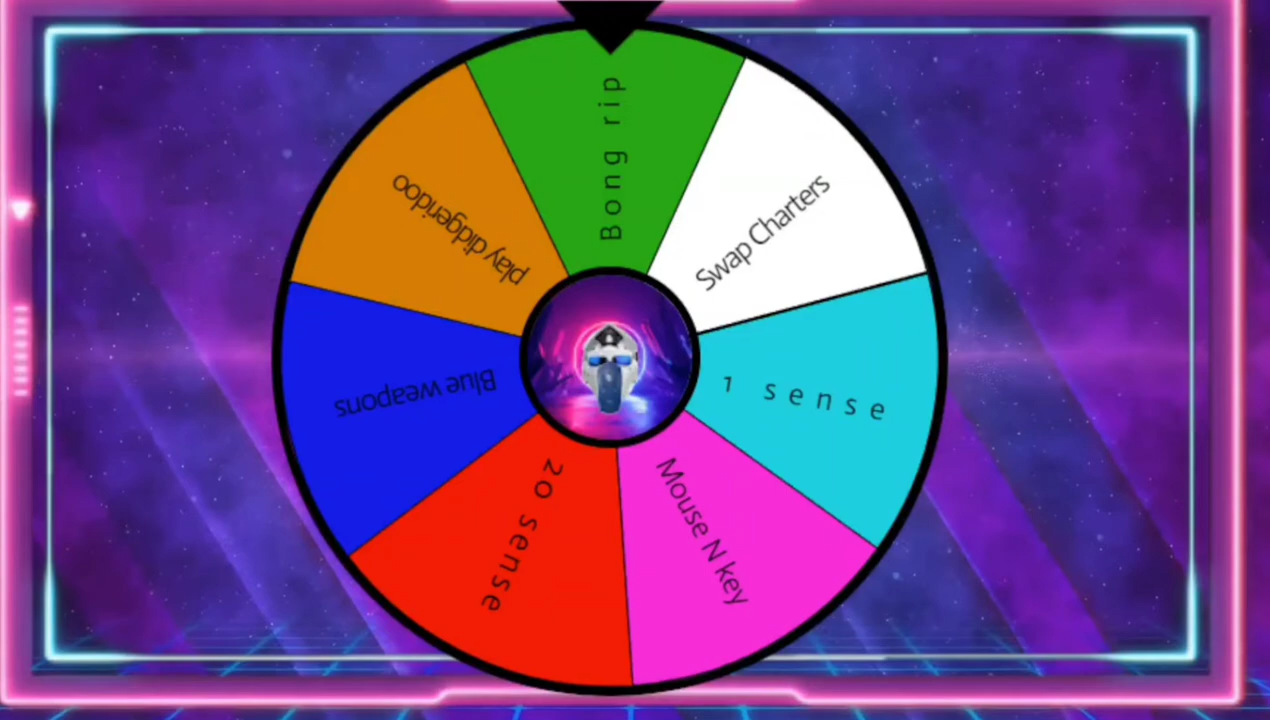 Bong rip
Swap Charters
1 sense
Mouse N key
20 sense
Blue weapons
play didgeridoo